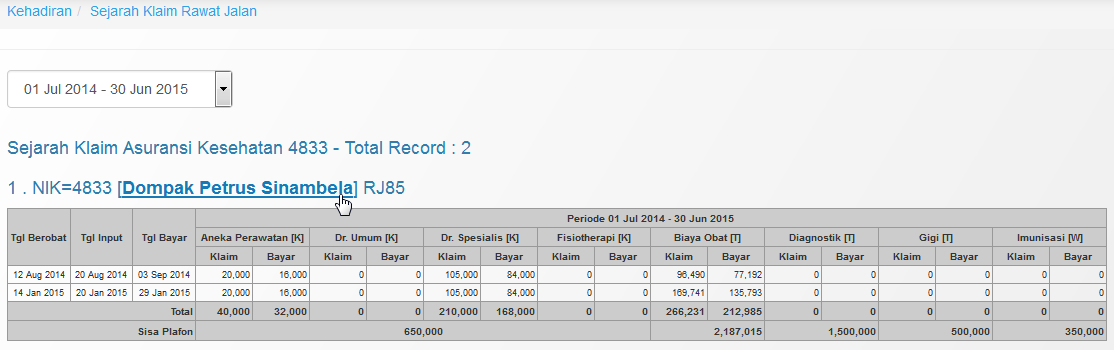 Kehadiran / Sejarah Klaim Rawat Jalan
01 Jul 2014 - 30 Jun 2015
Sejarah Klaim Asuransi Kesehatan 4833 - Total Record : 2
1 . NIK=4833 [Dompak Petrus Sinambela] RJ85
Periode 01 Jul 2014 - 30 Jun 2015
Tgl Berobat Tgl Input Tgl Bayar Aneka Perawatan [K] Dr. Umum [K] Dr. Spesialis [K] Fisiotherapi [K] Biaya Obat [T] Diagnostik [T] Gigi [T] Imunisasi [W]
Klaim Bayar Klaim Bayar Klaim Bayar Klaim Bayar Klaim Bayar Klaim Bayar Klaim Bayar Klaim Bayar
12 Aug 2014 20 Aug 2014 03 Sep 2014 20,000 16,000 0 0 105,000 84,000 0 0 96,490 77,192 0 0 0 0 0 0
14 Jan 2015 20 Jan 2015 29 Jan 2015 20,000 16,000 0 0 105,000 84,000 0 0 169,741 135,793 0 0 0 0 0 0
Total 40,000 32,000 0 0 210,000 168,000 0 0 266,231 212,985 0 0 0 0 0 0
Sisa Plafon 650,000 2,187,015 1,500,000 500,000 350,000